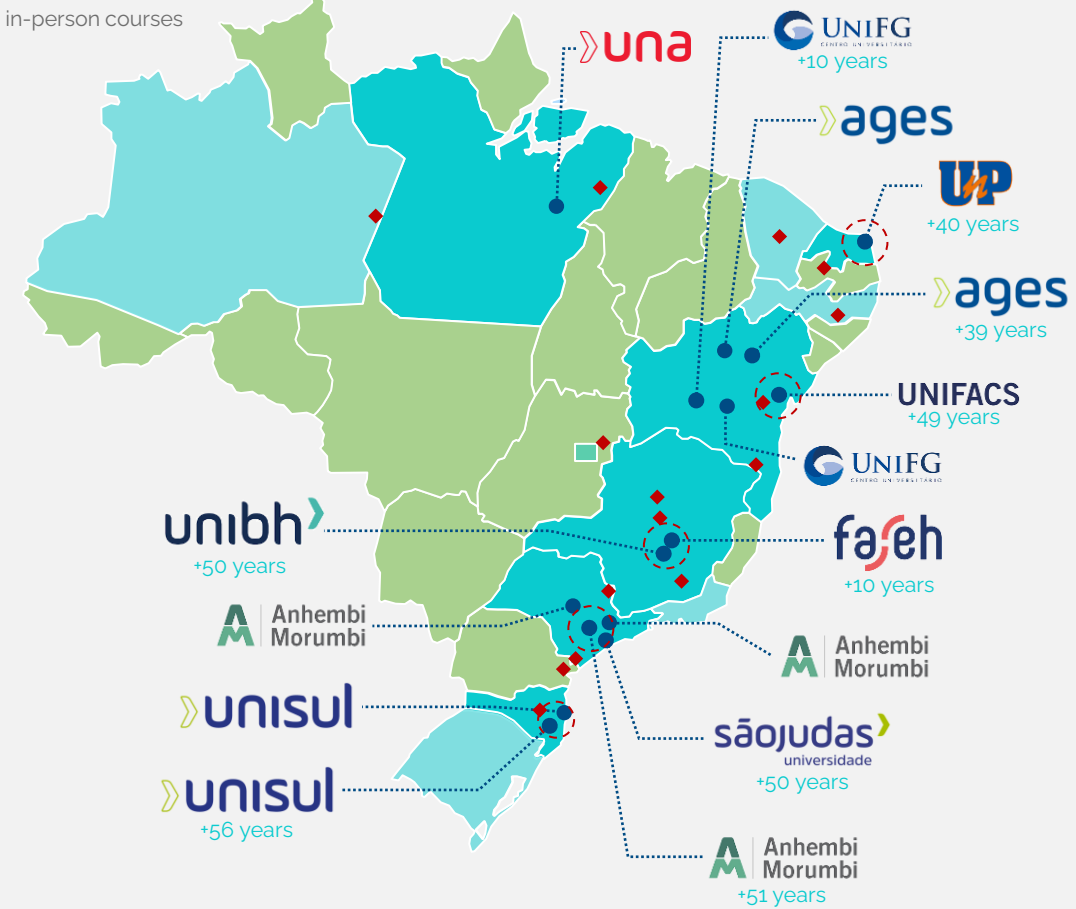 in-person courses
una
UNIFG
CENTRO UNIVERSITÁRIO
+10 years
ages
UnP
+40 years
ages
+39 years
UNIFACS
+49 years
UNIFG
CENTRO UNIVERSITÁRIO
unibh
+50 years
faseh
+10 years
Anhembi
Morumbi
Anhembi
Morumbi
unisul
sãojudas
universidade
+50 years
unisul
+56 years
Anhembi
Morumbi
+51 years